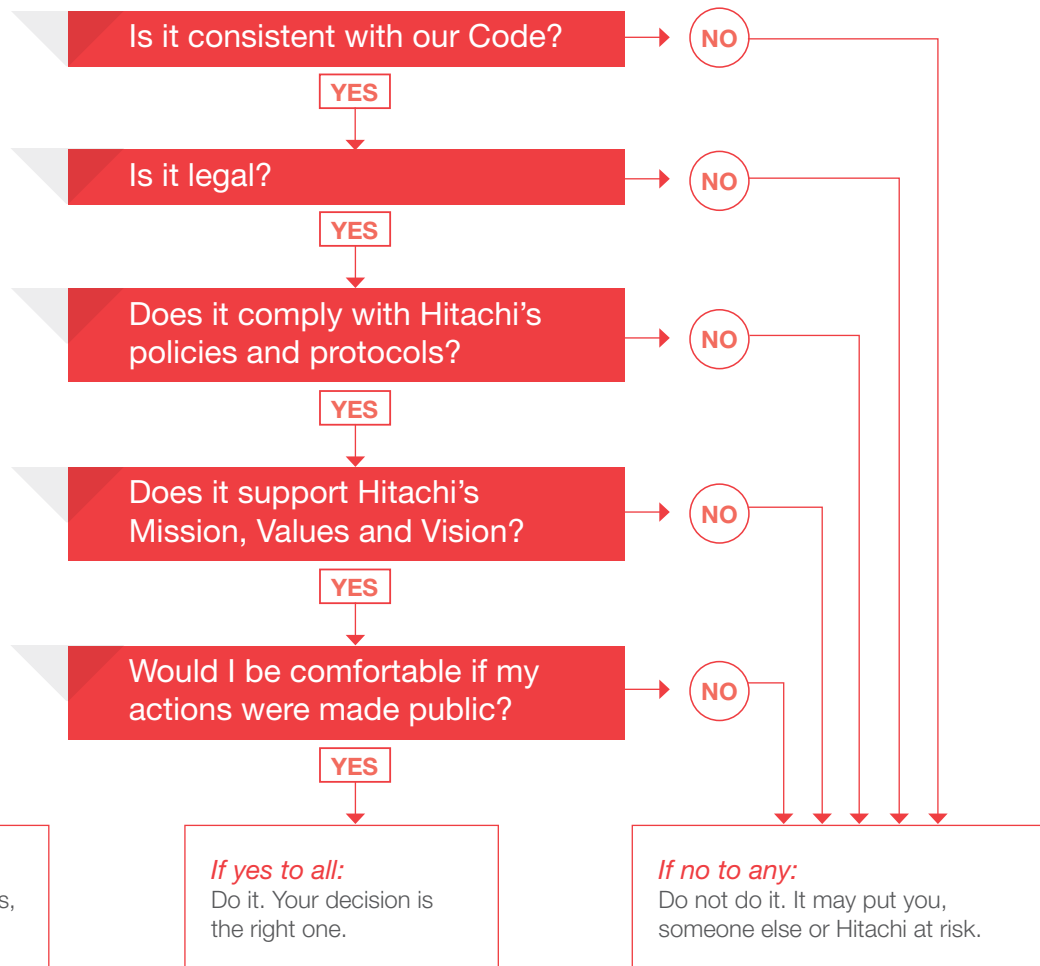 Is it consistent with our Code?
NO
YES
Is it legal?
NO
YES
Does it comply with Hitachi’s
policies and protocols?
NO
YES
Does it support Hitachi’s
Mission, Values and Vision?
NO
YES
Would I be comfortable if my
actions were made public?
NO
YES
s,
If yes to all:
Do it. Your decision is
the right one.
If no to any:
Do not do it. It may put you,
someone else or Hitachi at risk.